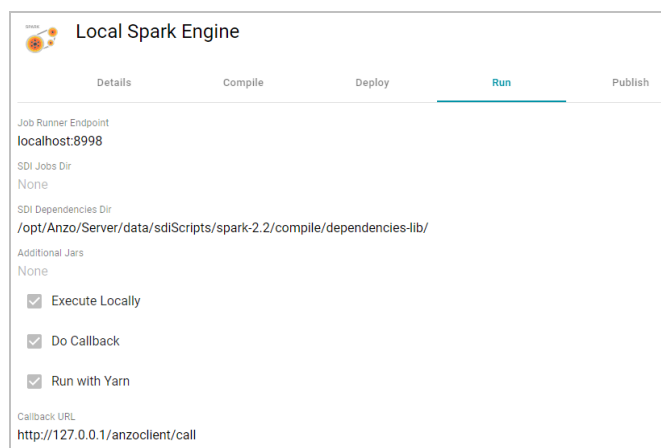 Local Spark Engine
Details Compile Deploy Run Publish
Job Runner Endpoint
localhost:8998
SDI Jobs Dir
None
SDI Dependencies Dir
/opt/Anzo/Server/data/sdiScripts/spark-2.2/compile/dependencies-lib/
Additional Jars
None
Execute Locally
Do Callback
Run with Yarn
Callback URL
http://127.0.0.1/anzoclient/call